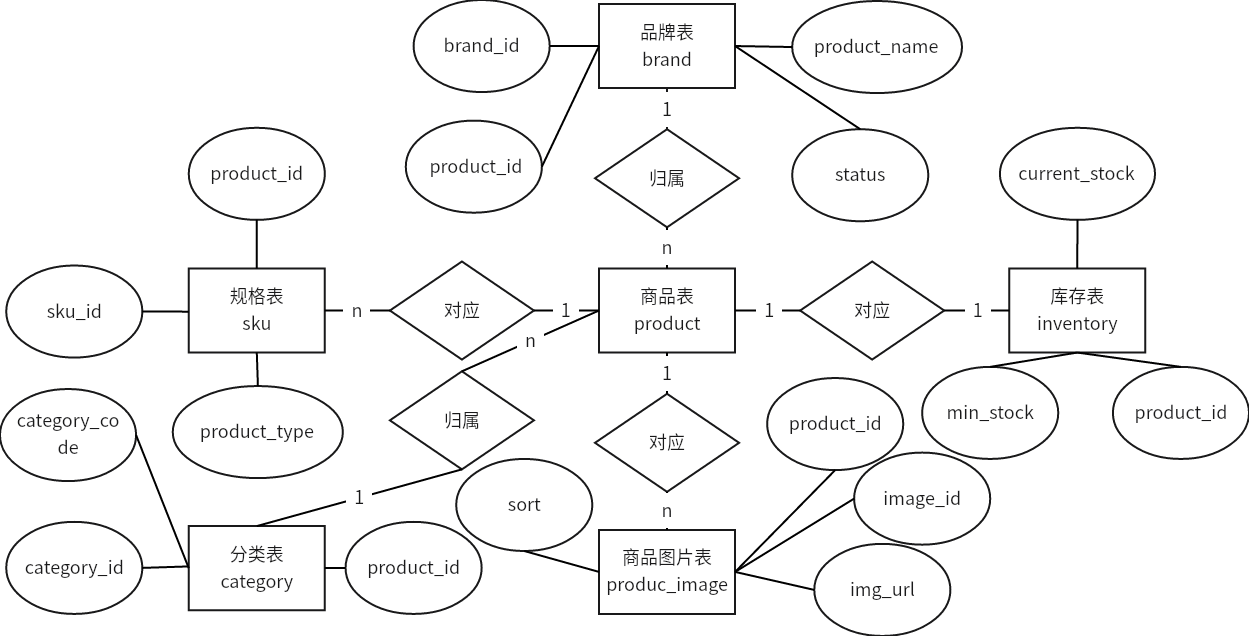 brand_id
品牌表
brand
product_name
1
product_id
归属
status
product_id
current_stock
n
sku_id
规格表
sku
n
对应
1
商品表
product
1
对应
1
库存表
inventory
n
1
category_co
de
product_type
归属
对应
product_id
min_stock
product_id
1
sort
n
image_id
category_id
分类表
category
product_id
商品图片表
produc_image
img_url